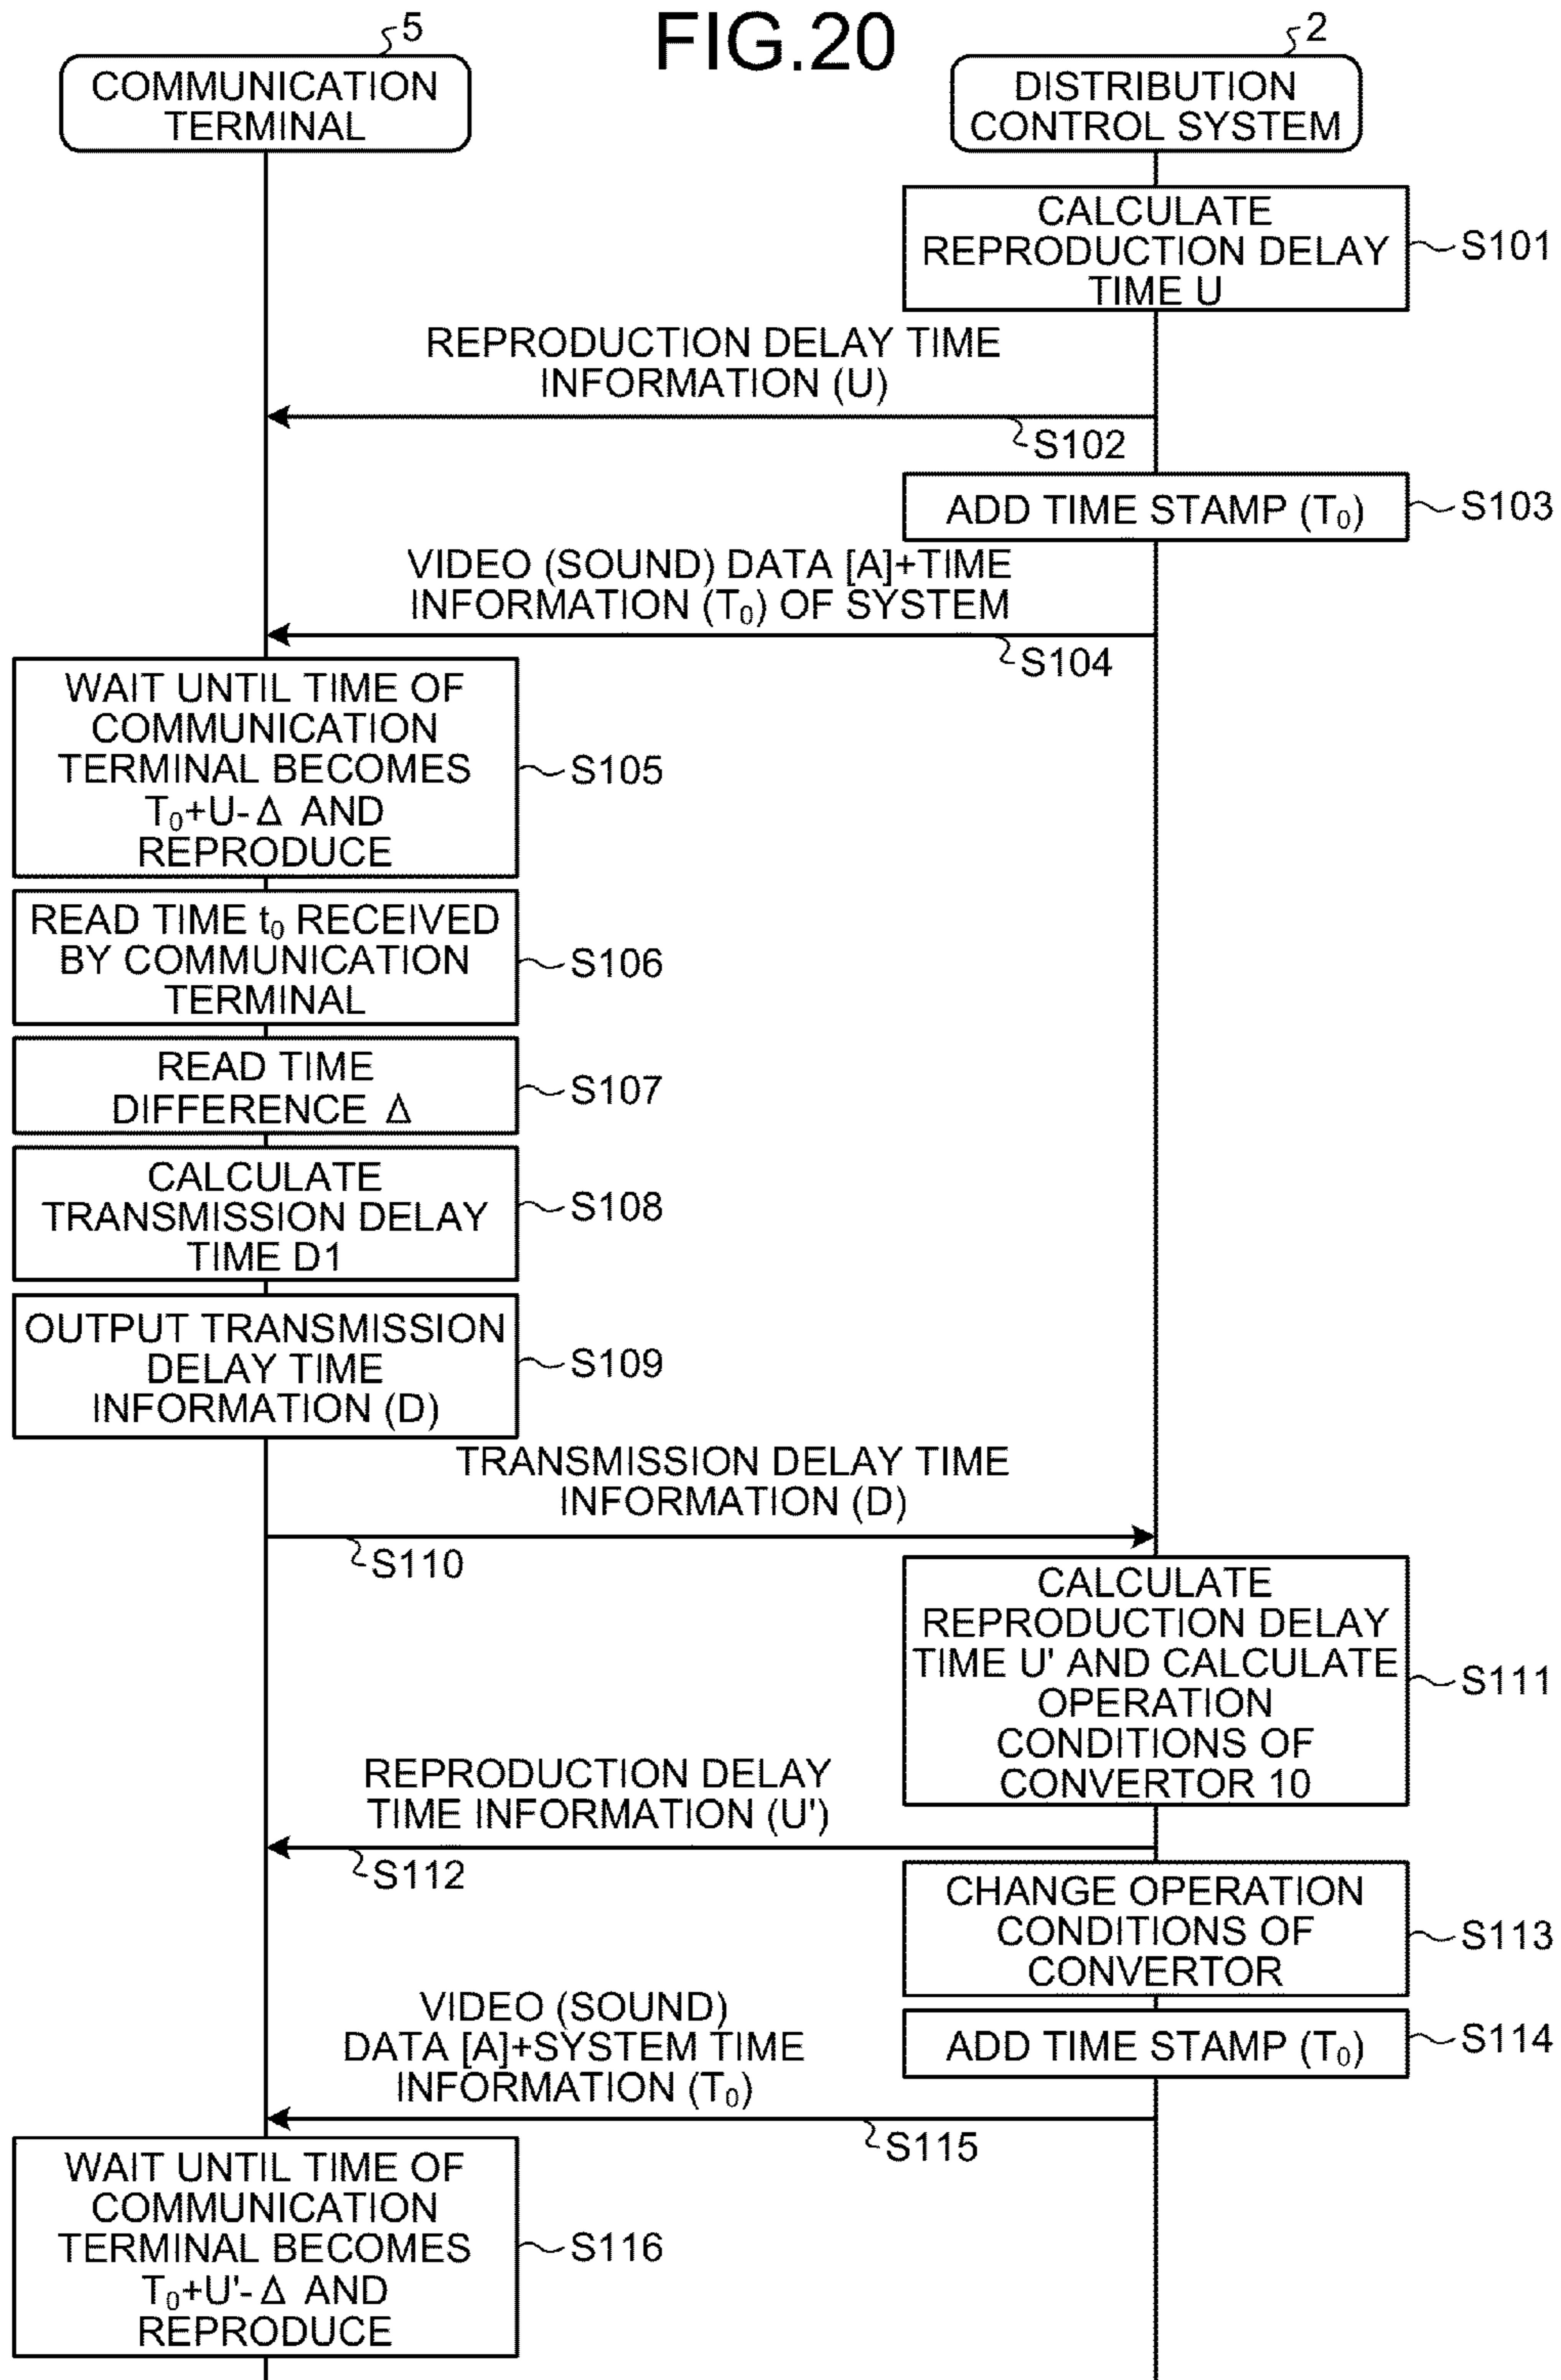 FIG.20
5
COMMUNICATION
TERMINAL
2
DISTRIBUTION
CONTROL SYSTEM
CALCULATE
REPRODUCTION DELAY
TIME U
S101
REPRODUCTION DELAY TIME
INFORMATION (U)
S102
ADD TIME STAMP (T₀)
S103
VIDEO (SOUND) DATA [A]+TIME
INFORMATION (T₀) OF SYSTEM
S104
WAIT UNTIL TIME OF
COMMUNICATION
TERMINAL BECOMES
T₀+U-Δ AND
REPRODUCE
S105
READ TIME t₀ RECEIVED
BY COMMUNICATION
TERMINAL
S106
READ TIME
DIFFERENCE Δ
S107
CALCULATE
TRANSMISSION DELAY
TIME D1
S108
OUTPUT TRANSMISSION
DELAY TIME
INFORMATION (D)
S109
TRANSMISSION DELAY TIME
INFORMATION (D)
S110
CALCULATE
REPRODUCTION DELAY
TIME U' AND CALCULATE
OPERATION
CONDITIONS OF
CONVERTOR 10
S111
REPRODUCTION DELAY
TIME INFORMATION (U')
S112
CHANGE OPERATION
CONDITIONS OF
CONVERTOR
S113
ADD TIME STAMP (T₀)
S114
VIDEO (SOUND)
DATA [A]+SYSTEM TIME
INFORMATION (T₀)
S115
WAIT UNTIL TIME OF
COMMUNICATION
TERMINAL BECOMES
T₀+U'-Δ AND
REPRODUCE
S116